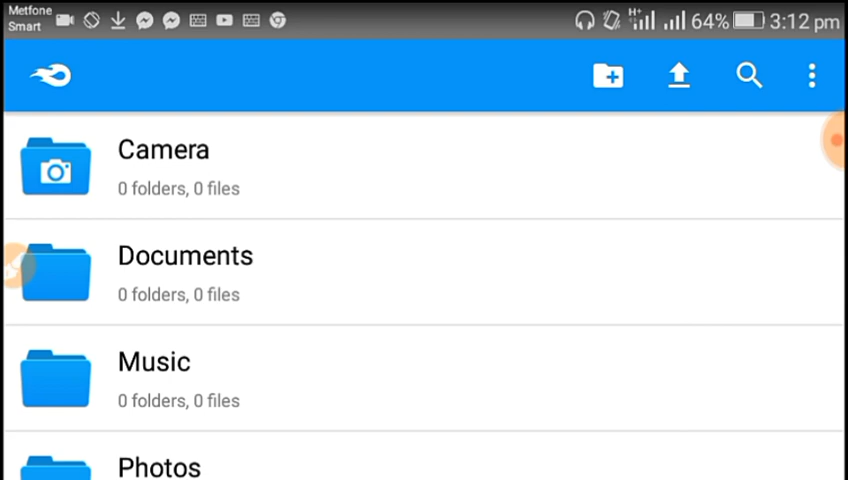 Metfone
Smart
H+
64%
3:12 pm
Camera
0 folders, 0 files
Documents
0 folders, 0 files
Music
0 folders, 0 files
Photos